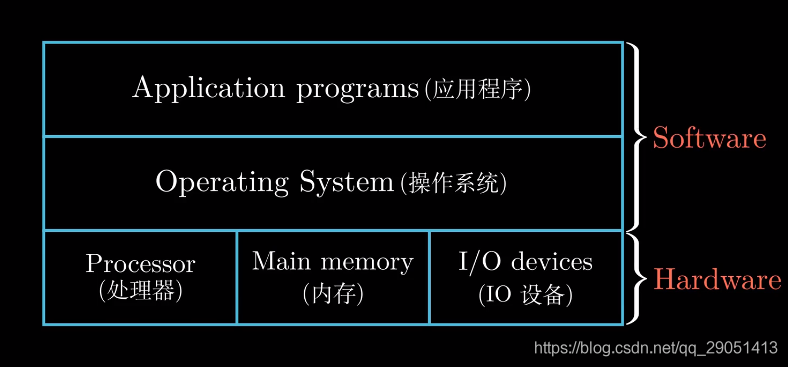 Application programs(应用程序)
Software
Operating System(操作系统)
Processor
(处理器)
Main memory
(内存)
I/O devices
(IO 设备)
Hardware
https://blog.csdn.net/qq_29051413